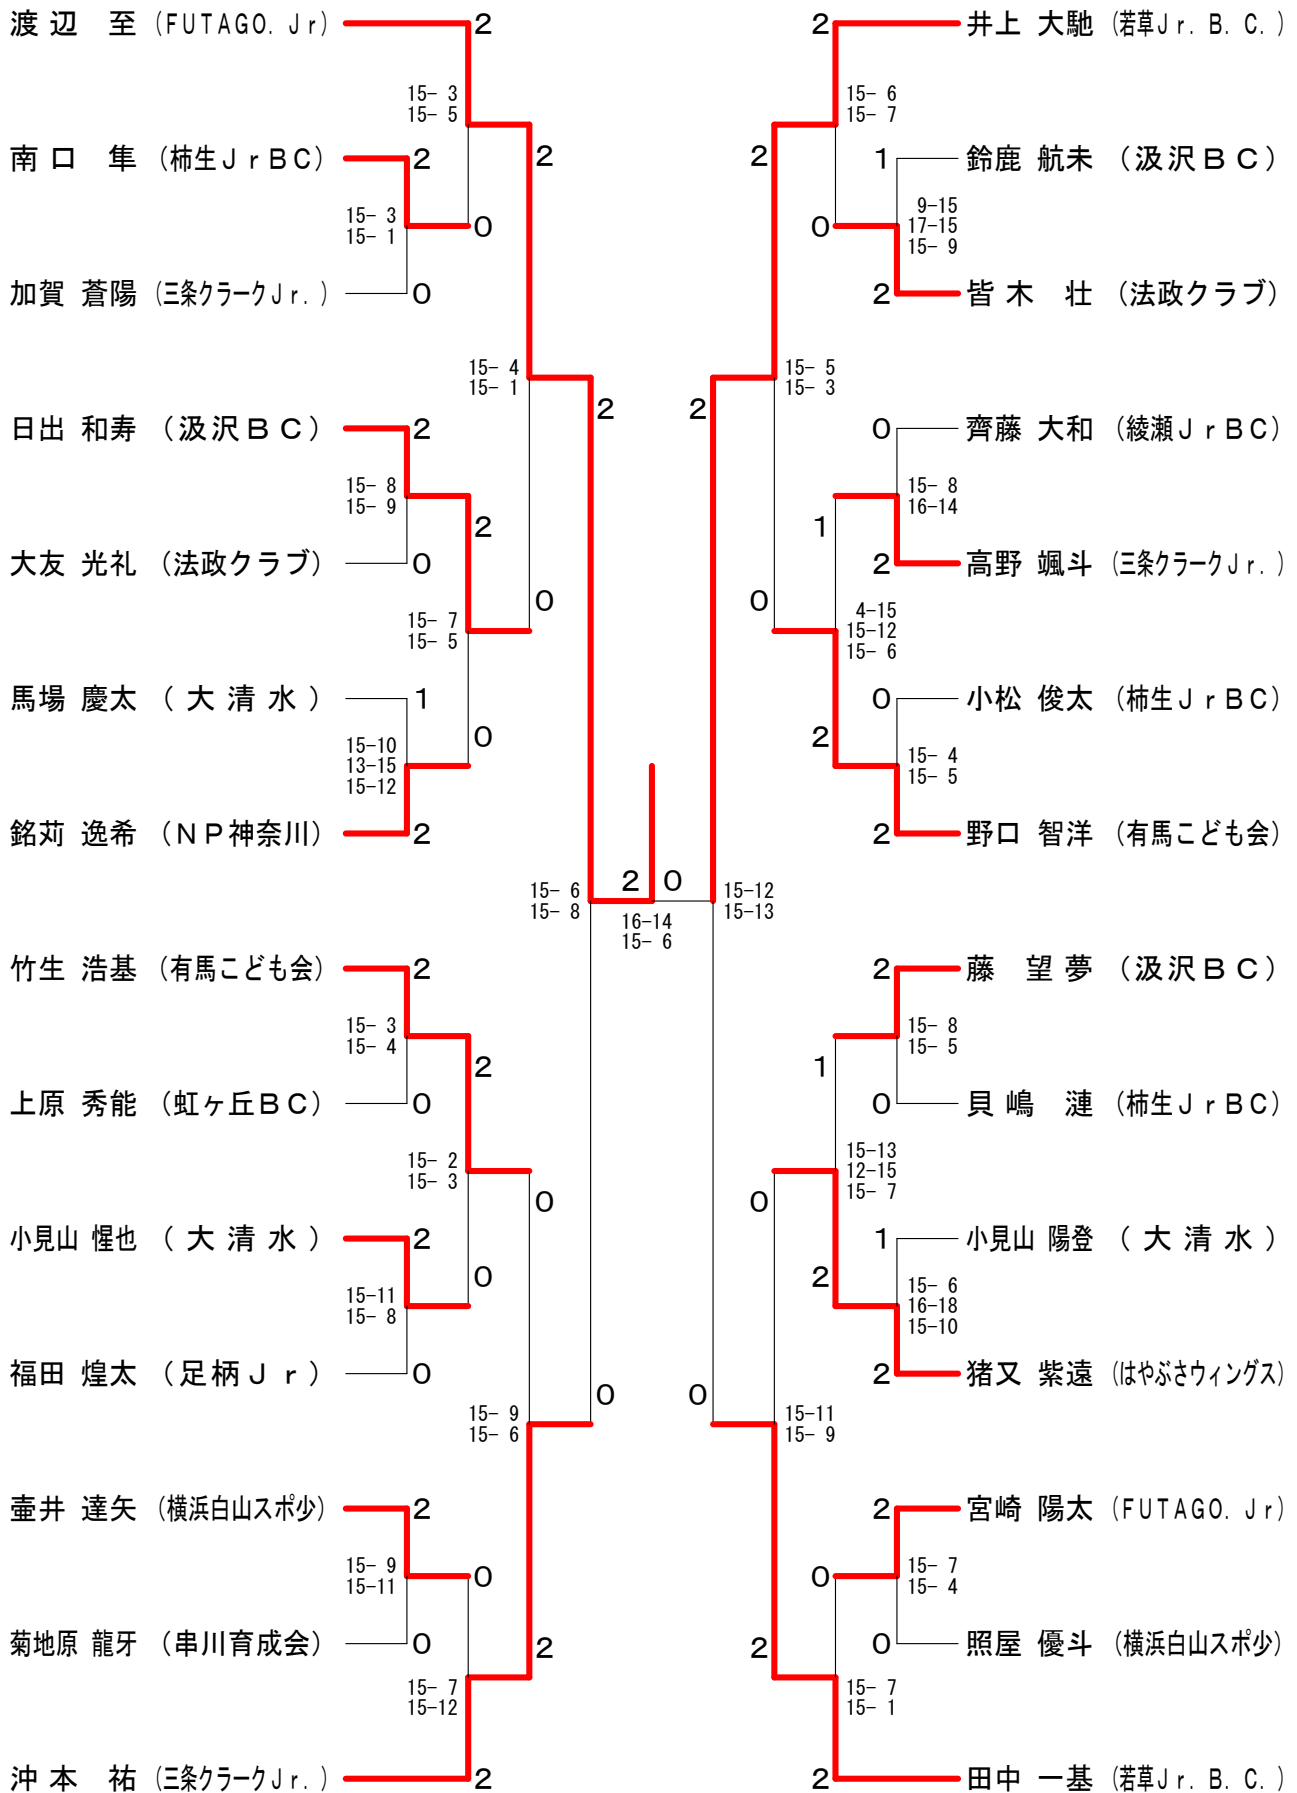 渡辺 至 (FUTAGO. Jr) 2 2 井上 大馳 (若草Jr. B. C. )
15- 3 15- 6
15- 5 15- 7
南口 隼 (柿生JrBC) 2 2 2 1 鈴鹿 航未 (汲沢BC)
15- 3 9-15
15- 1 0 0 17-15
15- 9
加賀 蒼陽 (三条クラークJr. ) 0 2 皆木 壮 (法政クラブ)
15- 4 15- 5
15- 1 15- 3
2 2
日出 和寿 (汲沢BC) 2 0 齊藤 大和 (綾瀬JrBC)
15- 8 15- 8
15- 9 16-14
2 1
大友 光礼 (法政クラブ) 0 2 高野 颯斗 (三条クラークJr. )
0 0
15- 7 4-15
15- 5 15-12
15- 6
馬場 慶太 (大清水) 1 0 小松 俊太 (柿生JrBC)
0 2
15-10 15- 4
13-15 15- 5
15-12
銘苅 逸希 (NP神奈川) 2 2 野口 智洋 (有馬こども会)
2 0
15- 6 15-12
15- 8 15-13
16-14
15- 6
竹生 浩基 (有馬こども会) 2 2 藤 望夢 (汲沢BC)
15- 3 15- 8
15- 4 15- 5
2 1
上原 秀能 (虹ヶ丘BC) 0 0 貝嶋 漣 (柿生JrBC)
15- 2 15-13
15- 3 12-15
15- 7
0 0
小見山 惺也 (大清水) 2 1 小見山 陽登 (大清水)
0 2
15-11 15- 6
15- 8 16-18
15-10
福田 煌太 (足柄Jr) 0 2 猪又 紫遠 (はやぶさウィングス)
0 0
15- 9 15-11
15- 6 15- 9
壷井 達矢 (横浜白山スポ少) 2 2 宮崎 陽太 (FUTAGO. Jr)
15- 9 0 0 15- 7
15-11 15- 4
菊地原 龍牙 (串川育成会) 0 2 2 0 照屋 優斗 (横浜白山スポ少)
15- 7 15- 7
15-12 15- 1
沖本 祐 (三条クラークJr. ) 2 2 田中 一基 (若草Jr. B. C. )